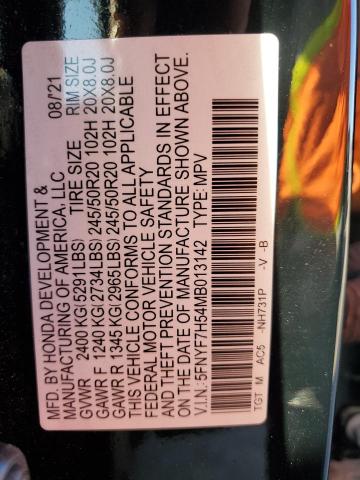 MFD. BY HONDA DEVELOPMENT & 08/21
MANUFACTURING OF AMERICA, LLC
GVWR 2400 KG(5291LBS) TIRE SIZE RIM SIZE
GAWR F 1240 KG(2734LBS) 245/50R20 102H 20X8.0J
GAWR R 1345 KG(2965LBS) 245/50R20 102H 20X8.0J
THIS VEHICLE CONFORMS TO ALL APPLICABLE
FEDERAL MOTOR VEHICLE SAFETY
AND THEFT PREVENTION STANDARDS IN EFFECT
ON THE DATE OF MANUFACTURE SHOWN ABOVE.
V.I.N.: 5FNYF7H54MB013142 TYPE: MPV
TGT M AC5 -NH731P -V -B